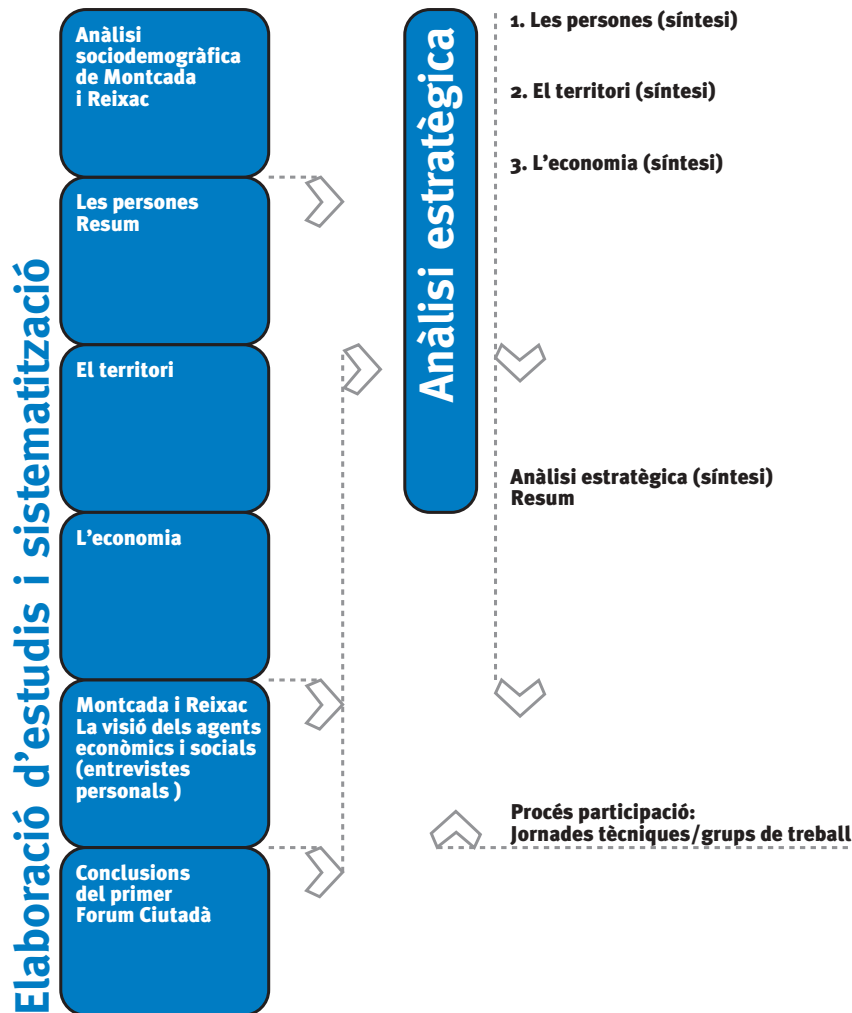 Elaboració d'estudis i sistematització
Anàlisi
sociodemogràfica
de Montcada
i Reixac
Les persones
Resum
El territori
L'economia
Montcada i Reixac
La visió dels agents
econòmics i socials
(entrevistes
personals )
Conclusions
del primer
Forum Ciutadà
Anàlisi estratègica
1. Les persones (síntesi)
2. El territori (síntesi)
3. L'economia (síntesi)
Anàlisi estratègica (síntesi)
Resum
Procés participació:
Jornades tècniques/grups de treball